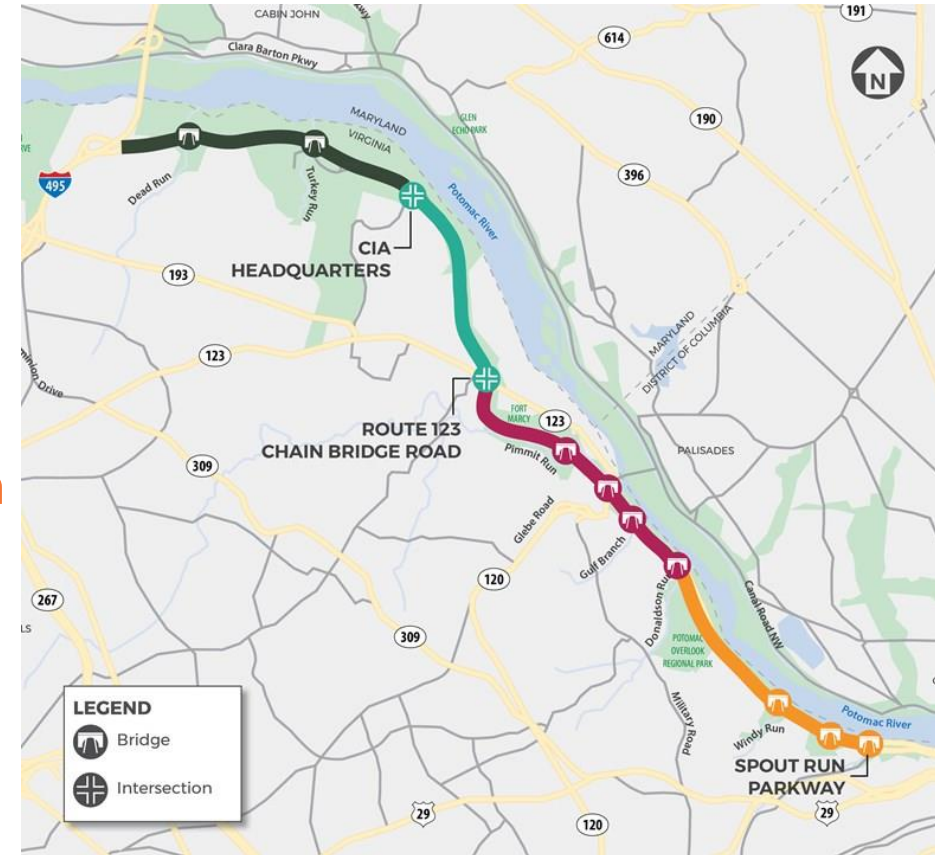 CABIN JOHN
Clara Barton Pkwy
191
614
N
MARYLAND
VIRGINIA
GLEN
ECHO PARK
190
396
495
Dead Run
Turkey Run
Potomac River
CIA
HEADQUARTERS
193
MARYLAND
DISTRICT OF COLUMBIA
123
ROUTE 123
CHAIN BRIDGE ROAD
FORT
MARCY
123
Pimmit Run
PALISADES
309
Glebe Road
Gulf Branch
120
267
309
Donaldson Run
POTOMAC
OVERLOOK
REGIONAL PARK
Canal Road NW
Military Road
Windy Run
Potomac River
SPOUT RUN
PARKWAY
29
29
120
LEGEND
Bridge
Intersection